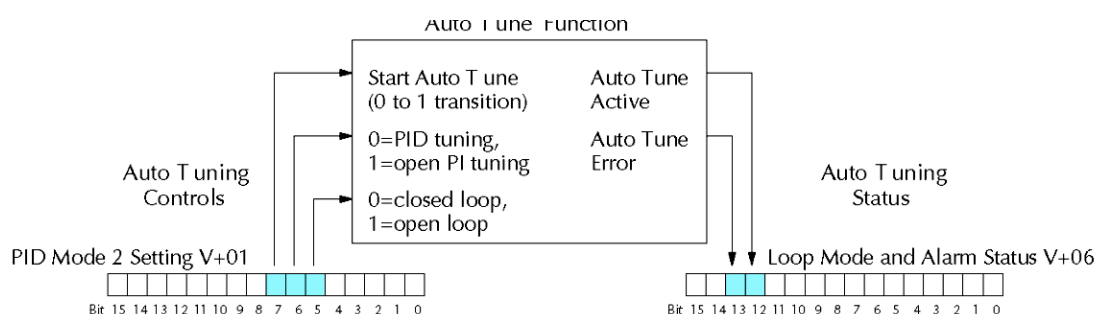 Auto Tune Function
Start Auto Tune
(0 to 1 transition)
0=PID tuning,
1=open PI tuning
0=closed loop,
1=open loop
Auto Tune
Active
Auto Tune
Error
Auto Tuning
Controls
Auto Tuning
Status
PID Mode 2 Setting V+01
Loop Mode and Alarm Status V+06
Bit 15 14 13 12 11 10 9 8 7 6 5 4 3 2 1 0
Bit 15 14 13 12 11 10 9 8 7 6 5 4 3 2 1 0